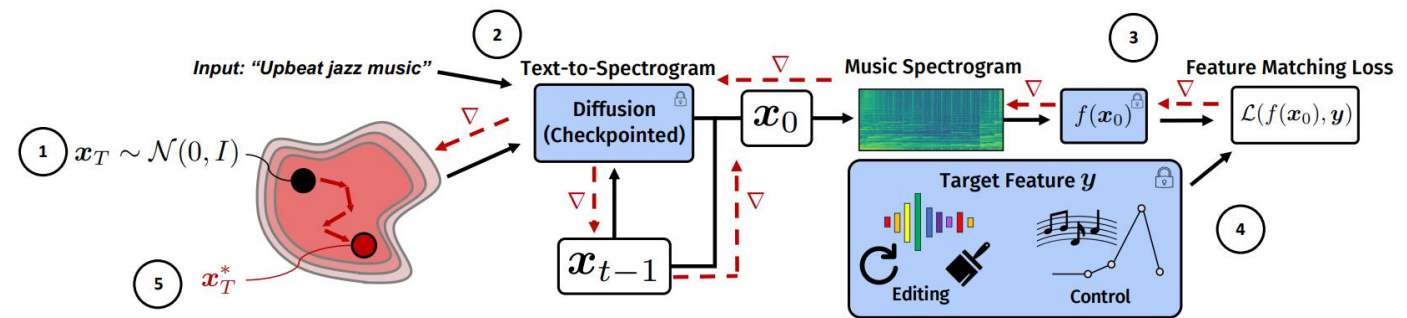 2
3
Input: “Upbeat jazz music”
Text-to-Spectrogram
∇
Music Spectrogram
∇
Feature Matching Loss
∇
∇
Diffusion
(Checkpointed)
x_0
f(x_0)
L(f(x_0), y)
1
x_T ∼ N(0, I)
∇
∇
Target Feature y
4
x_{t−1}
5
x_T^*
Editing
Control